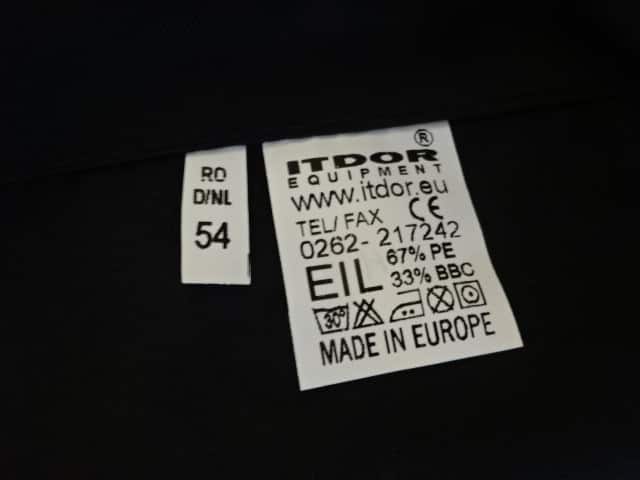 RO
D/NL
54
ITDOR ®
EQUIPMENT
www.itdor.eu
TEL/ FAX CE
0262- 217242
EIL 67% PE
33% BBC
30°
MADE IN EUROPE